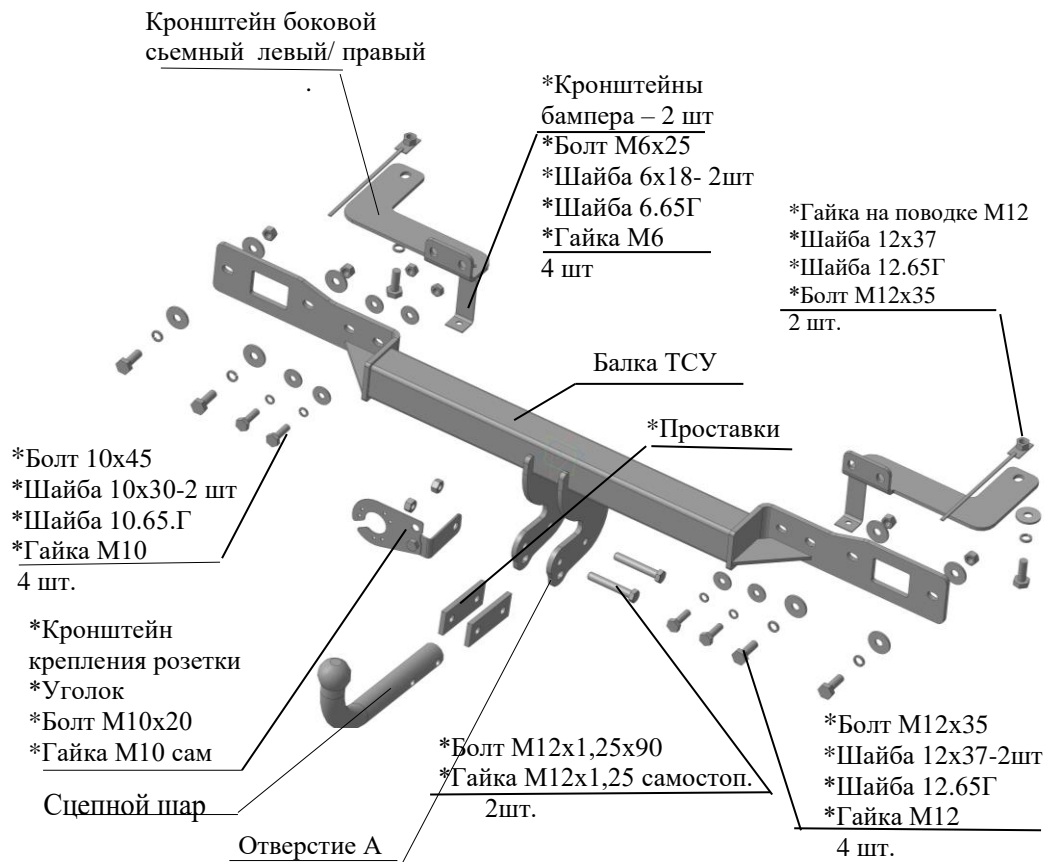 Кронштейн боковой
сьемный левый/ правый
.
*Кронштейны
бампера – 2 шт
*Болт М6х25
*Шайба 6х18- 2шт
*Шайба 6.65Г
*Гайка М6
4 шт
*Гайка на поводке М12
*Шайба 12х37
*Шайба 12.65Г
*Болт М12х35
2 шт.
Балка ТСУ
*Проставки
*Болт 10х45
*Шайба 10х30-2 шт
*Шайба 10.65.Г
*Гайка М10
4 шт.
*Кронштейн
крепления розетки
*Уголок
*Болт М10х20
*Гайка М10 сам
Сцепной шар
Отверстие А
*Болт М12х1,25х90
*Гайка М12х1,25 самостоп.
2шт.
*Болт М12х35
*Шайба 12х37-2шт
*Шайба 12.65Г
*Гайка М12
4 шт.